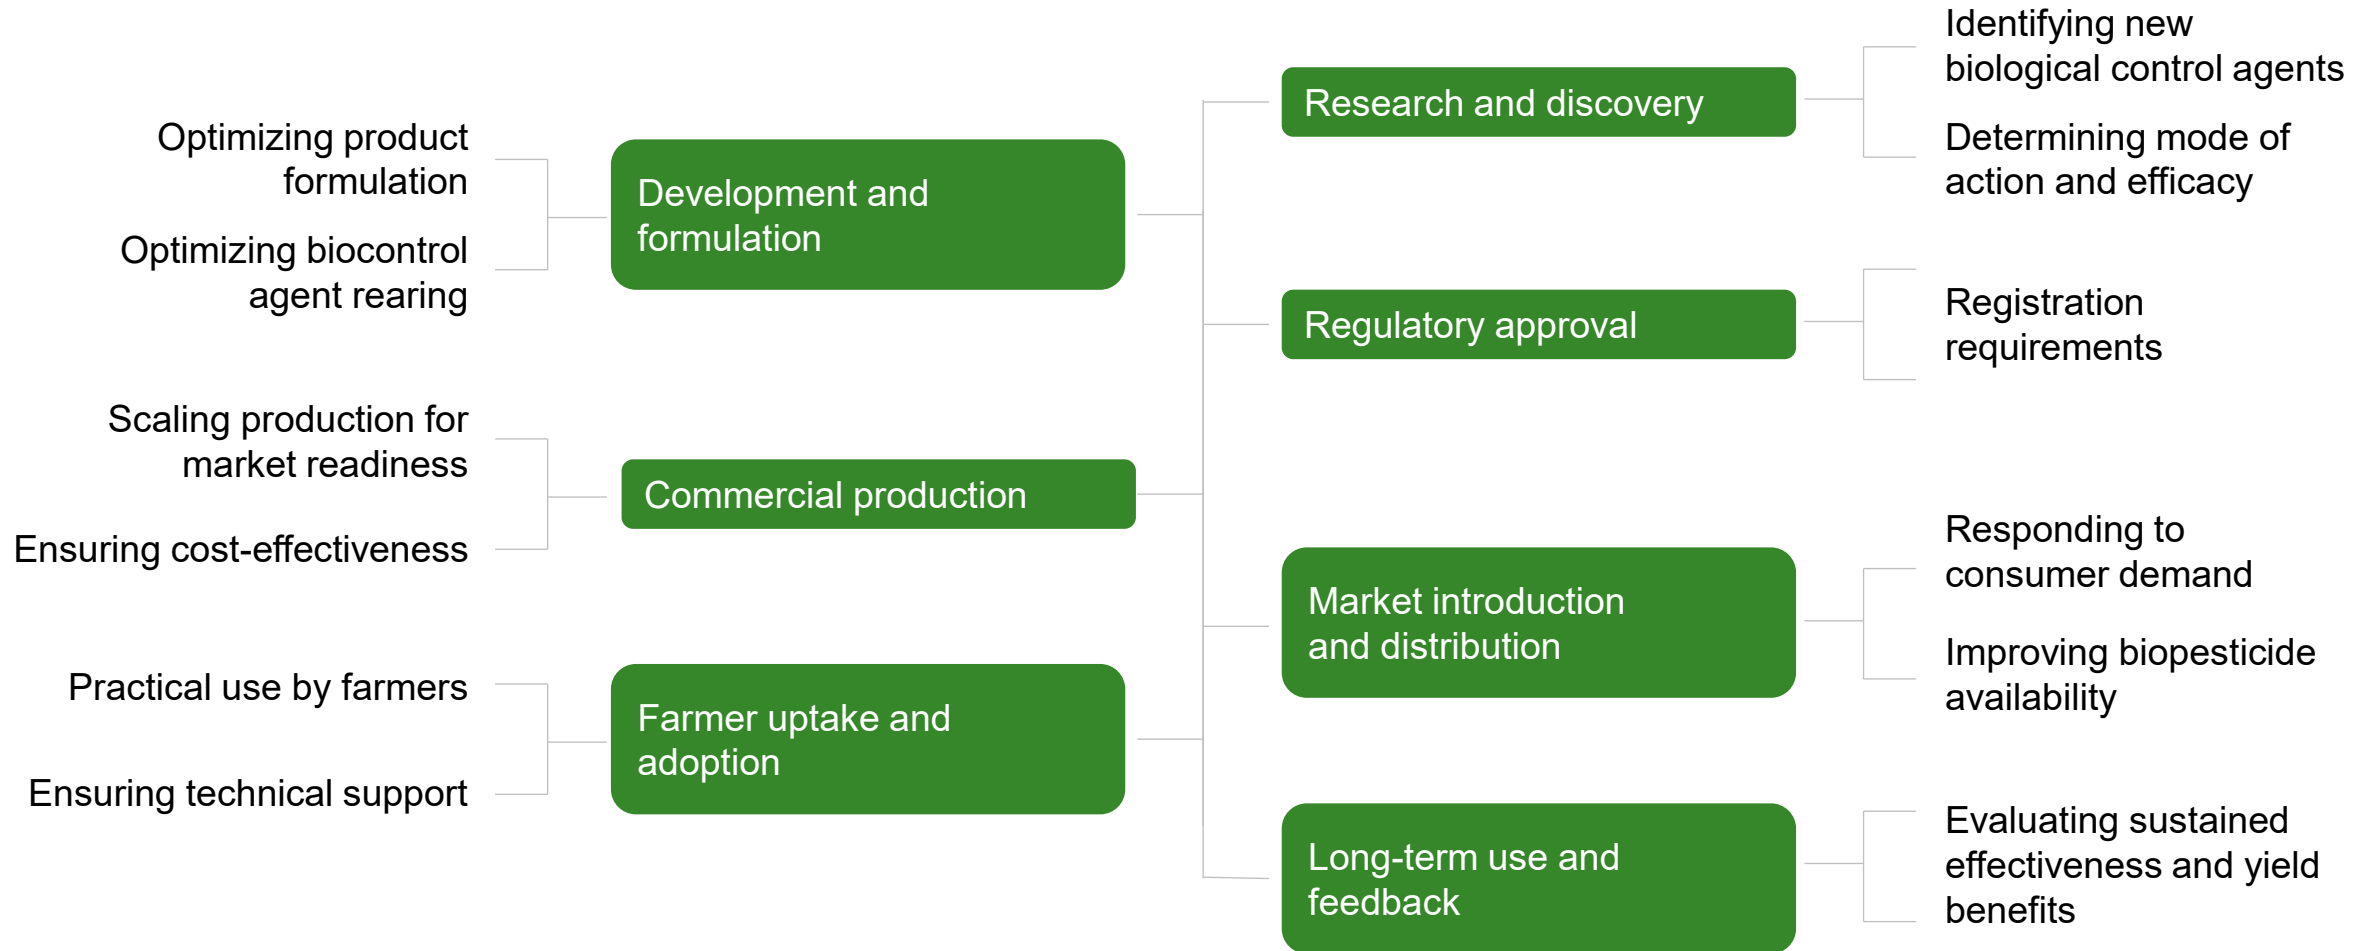 Identifying new
biological control agents
Research and discovery
Determining mode of
action and efficacy
Optimizing product
formulation
Development and
formulation
Optimizing biocontrol
agent rearing
Regulatory approval
Registration
requirements
Scaling production for
market readiness
Commercial production
Ensuring cost-effectiveness
Responding to
consumer demand
Market introduction
and distribution
Improving biopesticide
availability
Practical use by farmers
Farmer uptake and
adoption
Ensuring technical support
Long-term use and
feedback
Evaluating sustained
effectiveness and yield
benefits